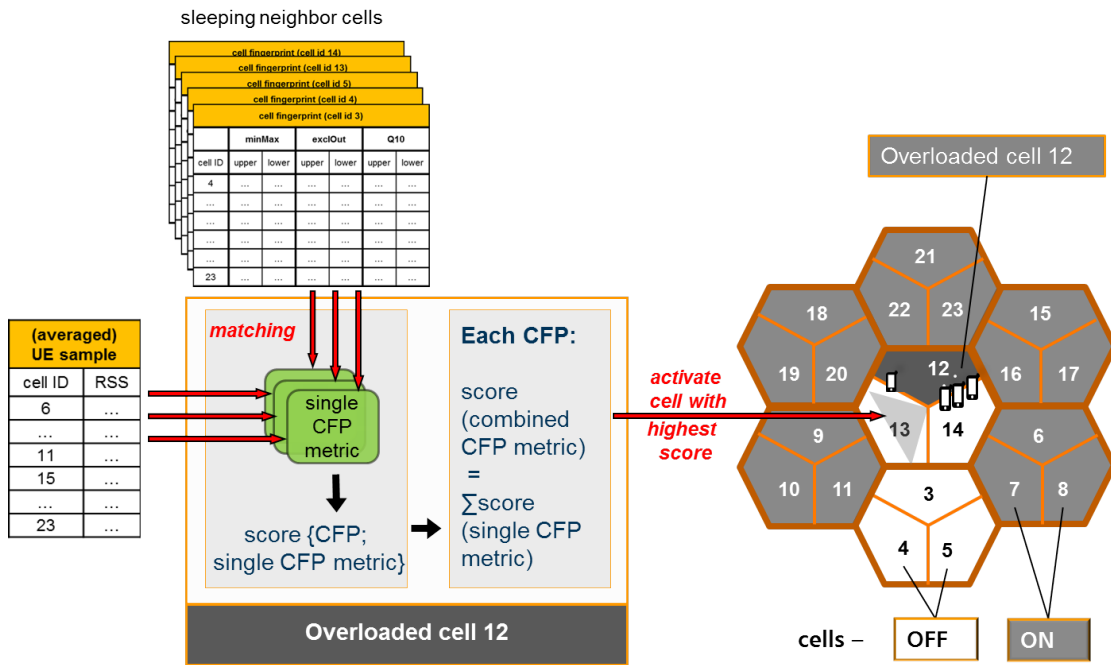 sleeping neighbor cells
cell fingerprint (cell id 14)
cell fingerprint (cell id 13)
cell fingerprint (cell id 5)
cell fingerprint (cell id 4)
cell fingerprint (cell id 3)
minMax exclOut Q10
cell ID upper lower upper lower upper lower
4 ... ... ... ... ... ...
... ... ... ... ... ... ...
... ... ... ... ... ... ...
... ... ... ... ... ... ...
... ... ... ... ... ... ...
23 ... ... ... ... ... ...
(averaged)
UE sample
cell ID RSS
6 ...
... ...
11 ...
15 ...
... ...
23 ...
matching
single
CFP
metric
score {CFP;
single CFP metric}
Each CFP:
score
(combined
CFP metric)
=
∑score
(single CFP
metric)
Overloaded cell 12
activate
cell with
highest
score
Overloaded cell 12
21
22 23
18
19 20
15
16 17
12
13 14
9
10 11
6
7 8
3
4 5
cells –
OFF
ON